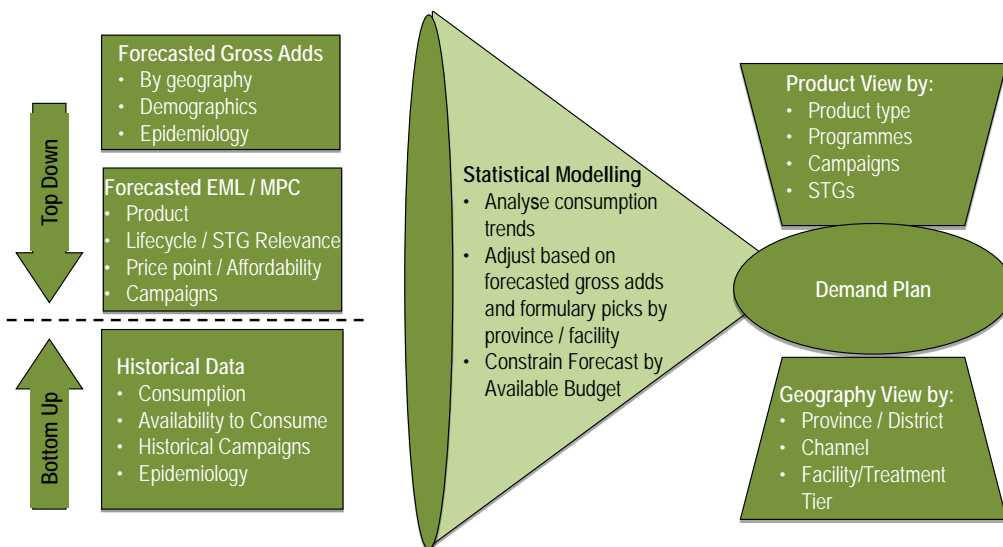 Top Down
Forecasted Gross Adds
• By geography
• Demographics
• Epidemiology
Forecasted EML / MPC
• Product
• Lifecycle / STG Relevance
• Price point / Affordability
• Campaigns
Bottom Up
Historical Data
• Consumption
• Availability to Consume
• Historical Campaigns
• Epidemiology
Statistical Modelling
• Analyse consumption
trends
• Adjust based on
forecasted gross adds
and formulary picks by
province / facility
• Constrain Forecast by
Available Budget
Product View by:
• Product type
• Programmes
• Campaigns
• STGs
Demand Plan
Geography View by:
• Province / District
• Channel
• Facility/Treatment
Tier